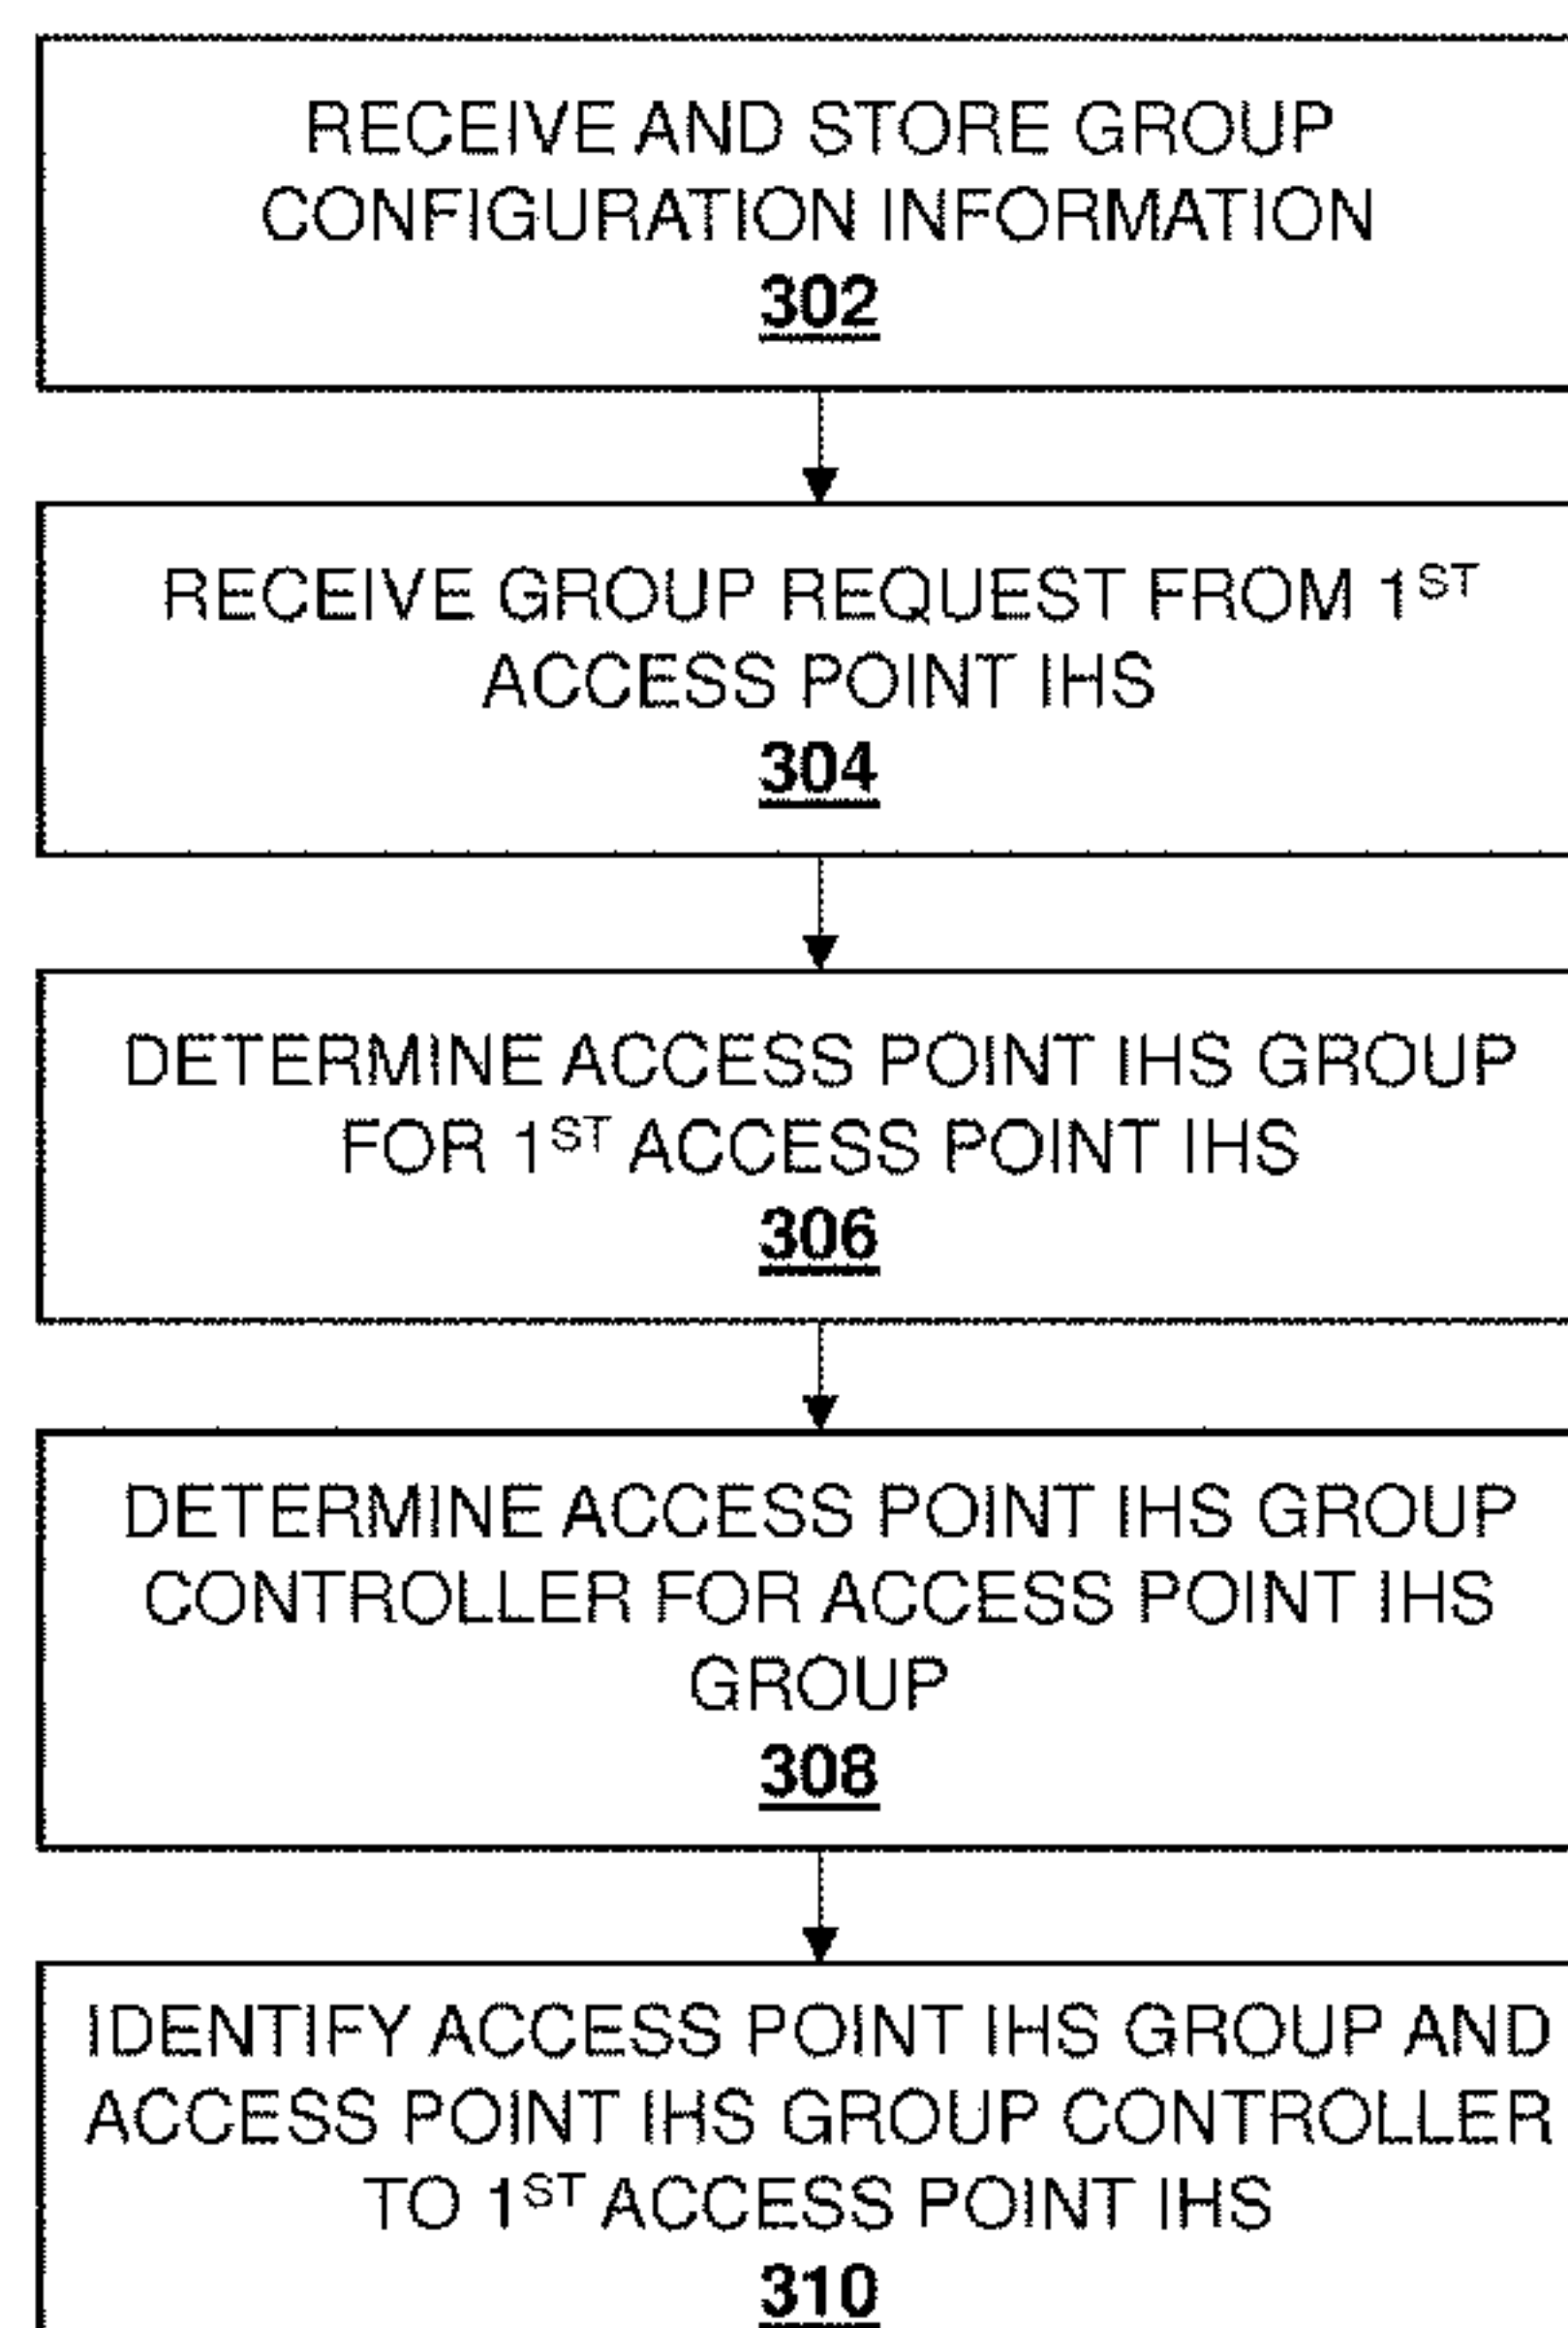 RECEIVE AND STORE GROUP
CONFIGURATION INFORMATION
302
RECEIVE GROUP REQUEST FROM 1ST
ACCESS POINT IHS
304
DETERMINE ACCESS POINT IHS GROUP
FOR 1ST ACCESS POINT IHS
306
DETERMINE ACCESS POINT IHS GROUP
CONTROLLER FOR ACCESS POINT IHS
GROUP
308
IDENTIFY ACCESS POINT IHS GROUP AND
ACCESS POINT IHS GROUP CONTROLLER
TO 1ST ACCESS POINT IHS
310